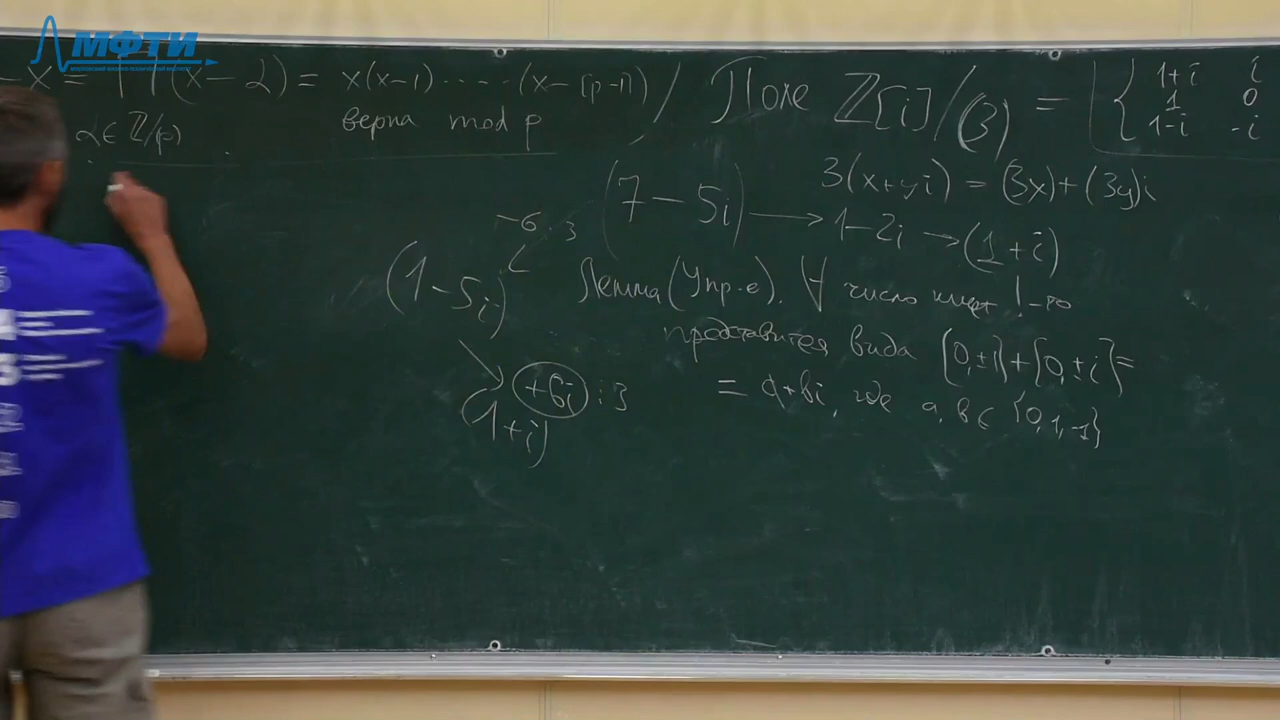 МФТИ
– x = ∏(x – α) = x(x–1) ..... (x – [p–1])
α ∈ ℤ/(p)
верна mod p
Поле ℤ[i]/(3) = { 1+i i
1 0
1–i –i
3(x+yi) = (3x) + (3y)i
(7 – 5i) → 1–2i → (1+i)
–6 3
(1 – 5i)
+6i ⋮ 3
(1+i)
Лемма (Упр-е). ∀ число имеет !-го
представится вида {0,±1}+{0,±i} =
= a+bi, где a,b ∈ {0,1,–1}